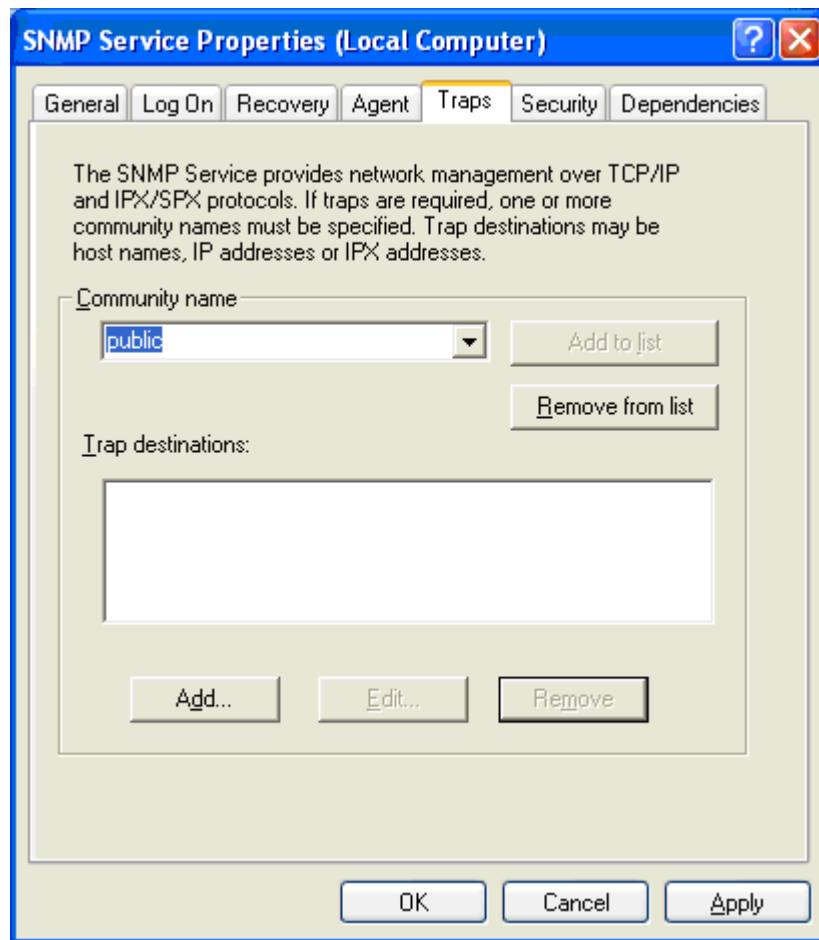 SNMP Service Properties (Local Computer)
General Log On Recovery Agent Traps Security Dependencies
The SNMP Service provides network management over TCP/IP
and IPX/SPX protocols. If traps are required, one or more
community names must be specified. Trap destinations may be
host names, IP addresses or IPX addresses.
Community name
public Add to list
Remove from list
Trap destinations:
Add... Edit... Remove
OK Cancel Apply